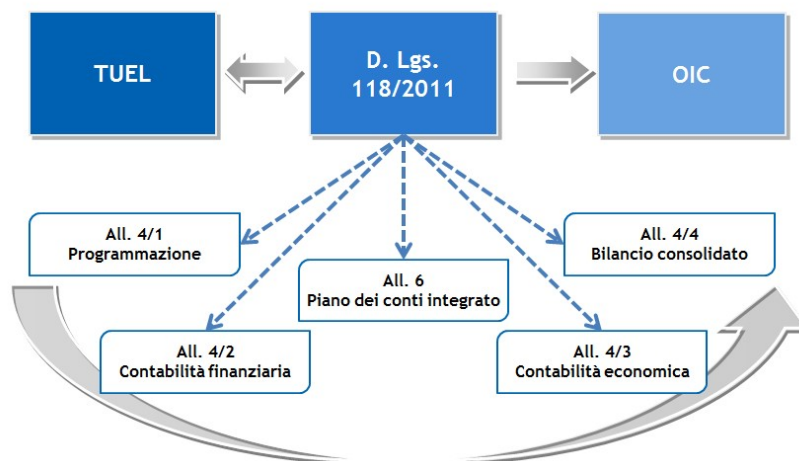 TUEL
D. Lgs.
118/2011
OIC
All. 4/1
Programmazione
All. 4/4
Bilancio consolidato
All. 6
Piano dei conti integrato
All. 4/2
Contabilità finanziaria
All. 4/3
Contabilità economica